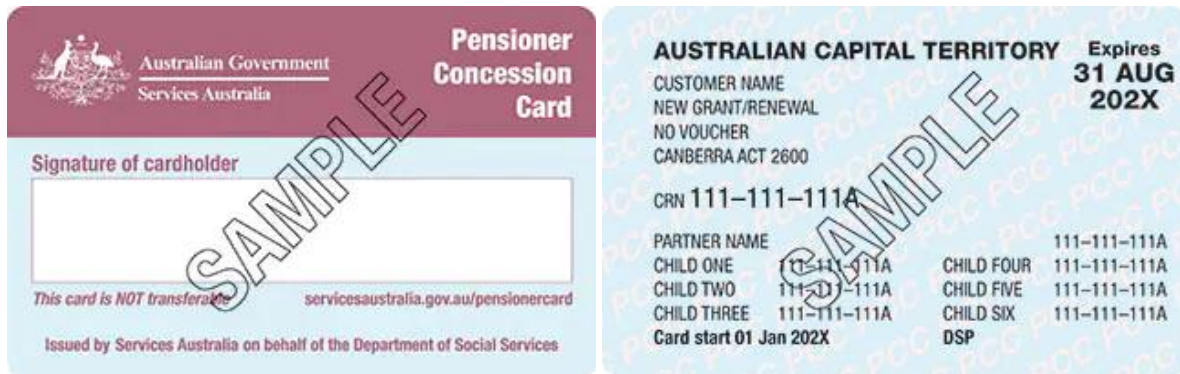 Australian Government
Services Australia
Pensioner
Concession
Card
Signature of cardholder
SAMPLE
This card is NOT transferable
servicesaustralia.gov.au/pensionercard
Issued by Services Australia on behalf of the Department of Social Services
AUSTRALIAN CAPITAL TERRITORY
Expires
31 AUG
202X
CUSTOMER NAME
NEW GRANT/RENEWAL
NO VOUCHER
CANBERRA ACT 2600
CRN 111–111–111A
SAMPLE
PARTNER NAME 111–111–111A
CHILD ONE 111–111–111A CHILD FOUR 111–111–111A
CHILD TWO 111–111–111A CHILD FIVE 111–111–111A
CHILD THREE 111–111–111A CHILD SIX 111–111–111A
Card start 01 Jan 202X DSP
PCC PCC PCC